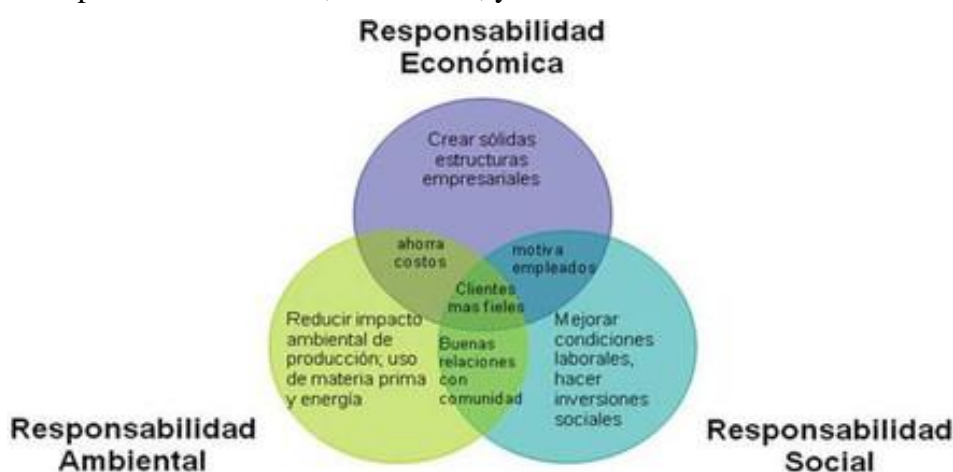 Responsabilidad
Económica
Crear sólidas
estructuras
empresariales
ahorra
costos
motiva
empleados
Clientes
mas fieles
Reducir impacto
ambiental de
producción; uso
de materia prima
y energía
Buenas
relaciones
con
comunidad
Mejorar
condiciones
laborales,
hacer
inversiones
sociales
Responsabilidad
Ambiental
Responsabilidad
Social